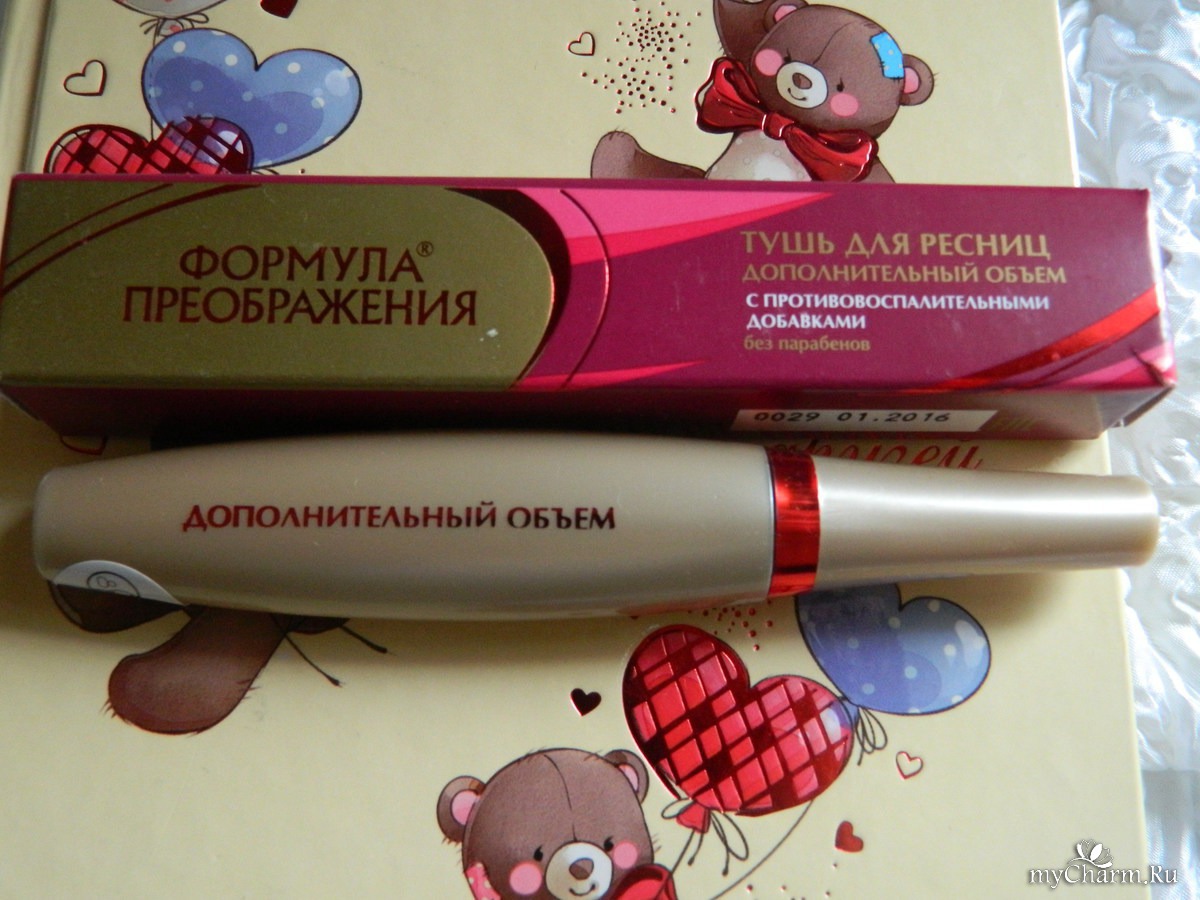 ФОРМУЛА®
ПРЕОБРАЖЕНИЯ
ТУШЬ ДЛЯ РЕСНИЦ
ДОПОЛНИТЕЛЬНЫЙ ОБЪЕМ
С ПРОТИВОВОСПАЛИТЕЛЬНЫМИ
ДОБАВКАМИ
без парабенов
0029 01.2016
ДОПОЛНИТЕЛЬНЫЙ ОБЪЕМ
myCharm.Ru